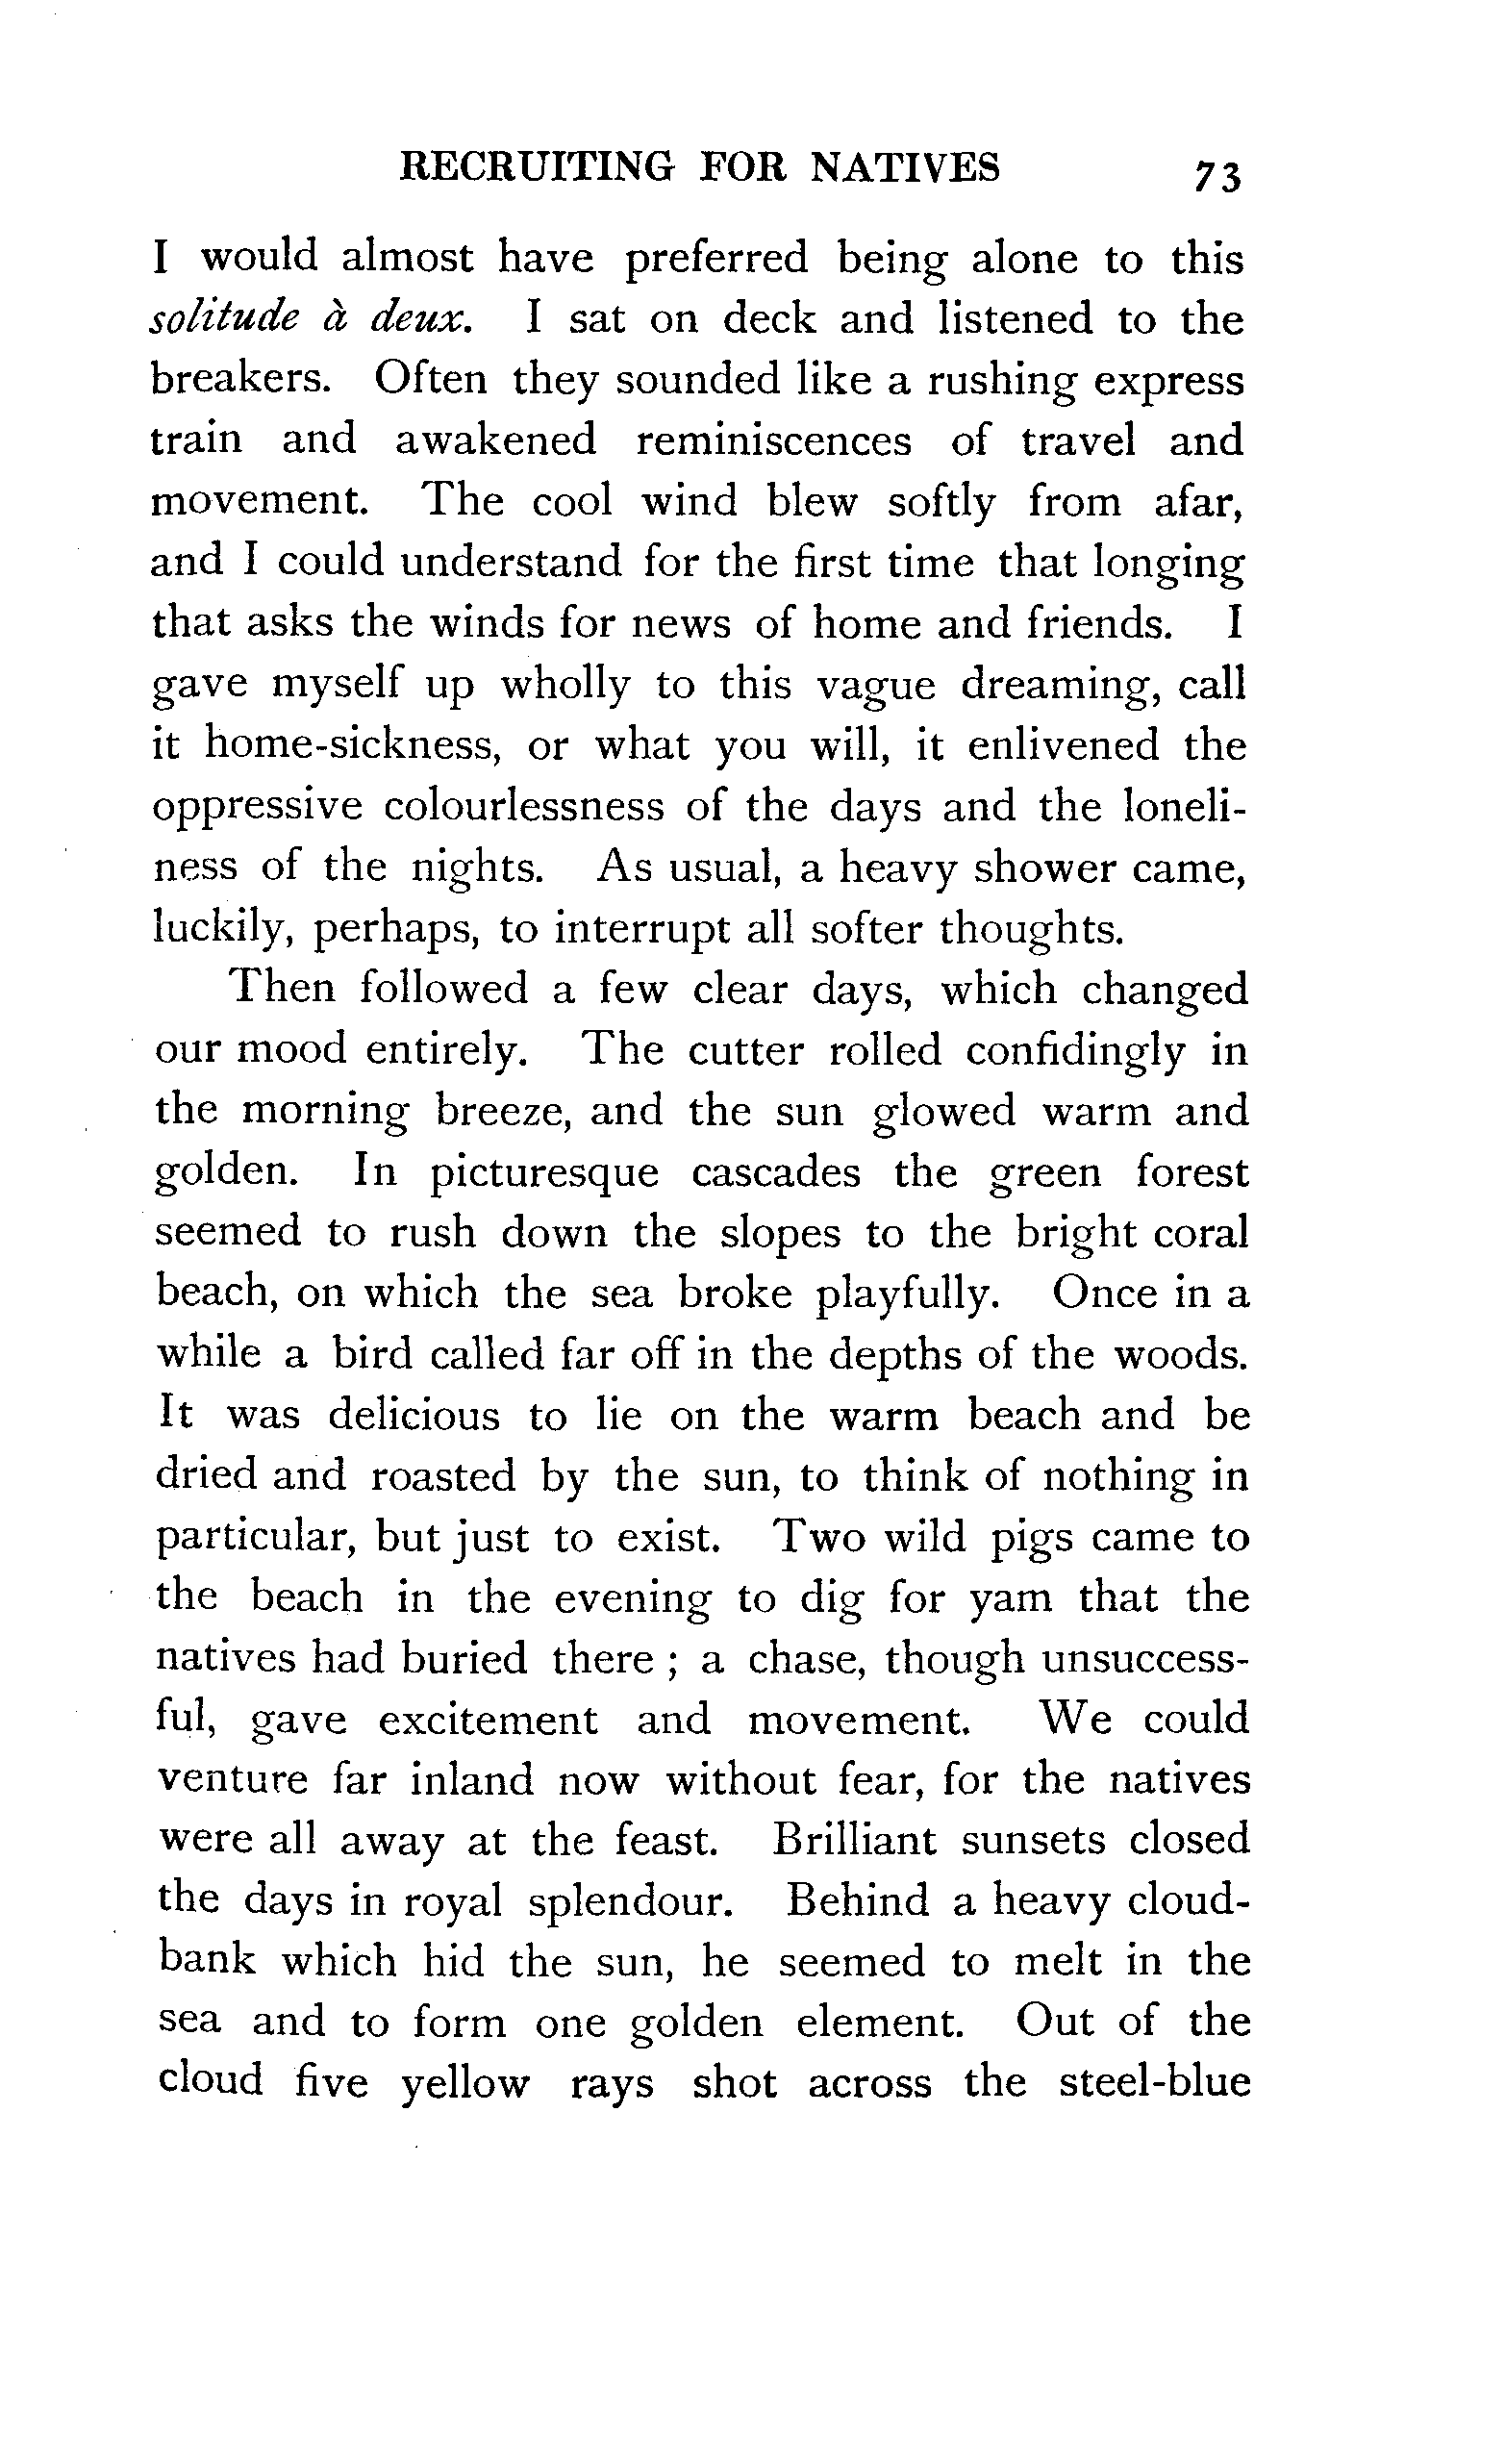 RECRUITING FOR NATIVES 73
I would almost have preferred being alone to this
solitude à deux. I sat on deck and listened to the
breakers. Often they sounded like a rushing express
train and awakened reminiscences of travel and
movement. The cool wind blew softly from afar,
and I could understand for the first time that longing
that asks the winds for news of home and friends. I
gave myself up wholly to this vague dreaming, call
it home-sickness, or what you will, it enlivened the
oppressive colourlessness of the days and the loneli-
ness of the nights. As usual, a heavy shower came,
luckily, perhaps, to interrupt all softer thoughts.
Then followed a few clear days, which changed
our mood entirely. The cutter rolled confidingly in
the morning breeze, and the sun glowed warm and
golden. In picturesque cascades the green forest
seemed to rush down the slopes to the bright coral
beach, on which the sea broke playfully. Once in a
while a bird called far off in the depths of the woods.
It was delicious to lie on the warm beach and be
dried and roasted by the sun, to think of nothing in
particular, but just to exist. Two wild pigs came to
the beach in the evening to dig for yam that the
natives had buried there ; a chase, though unsuccess-
ful, gave excitement and movement. We could
venture far inland now without fear, for the natives
were all away at the feast. Brilliant sunsets closed
the days in royal splendour. Behind a heavy cloud-
bank which hid the sun, he seemed to melt in the
sea and to form one golden element. Out of the
cloud five yellow rays shot across the steel-blue